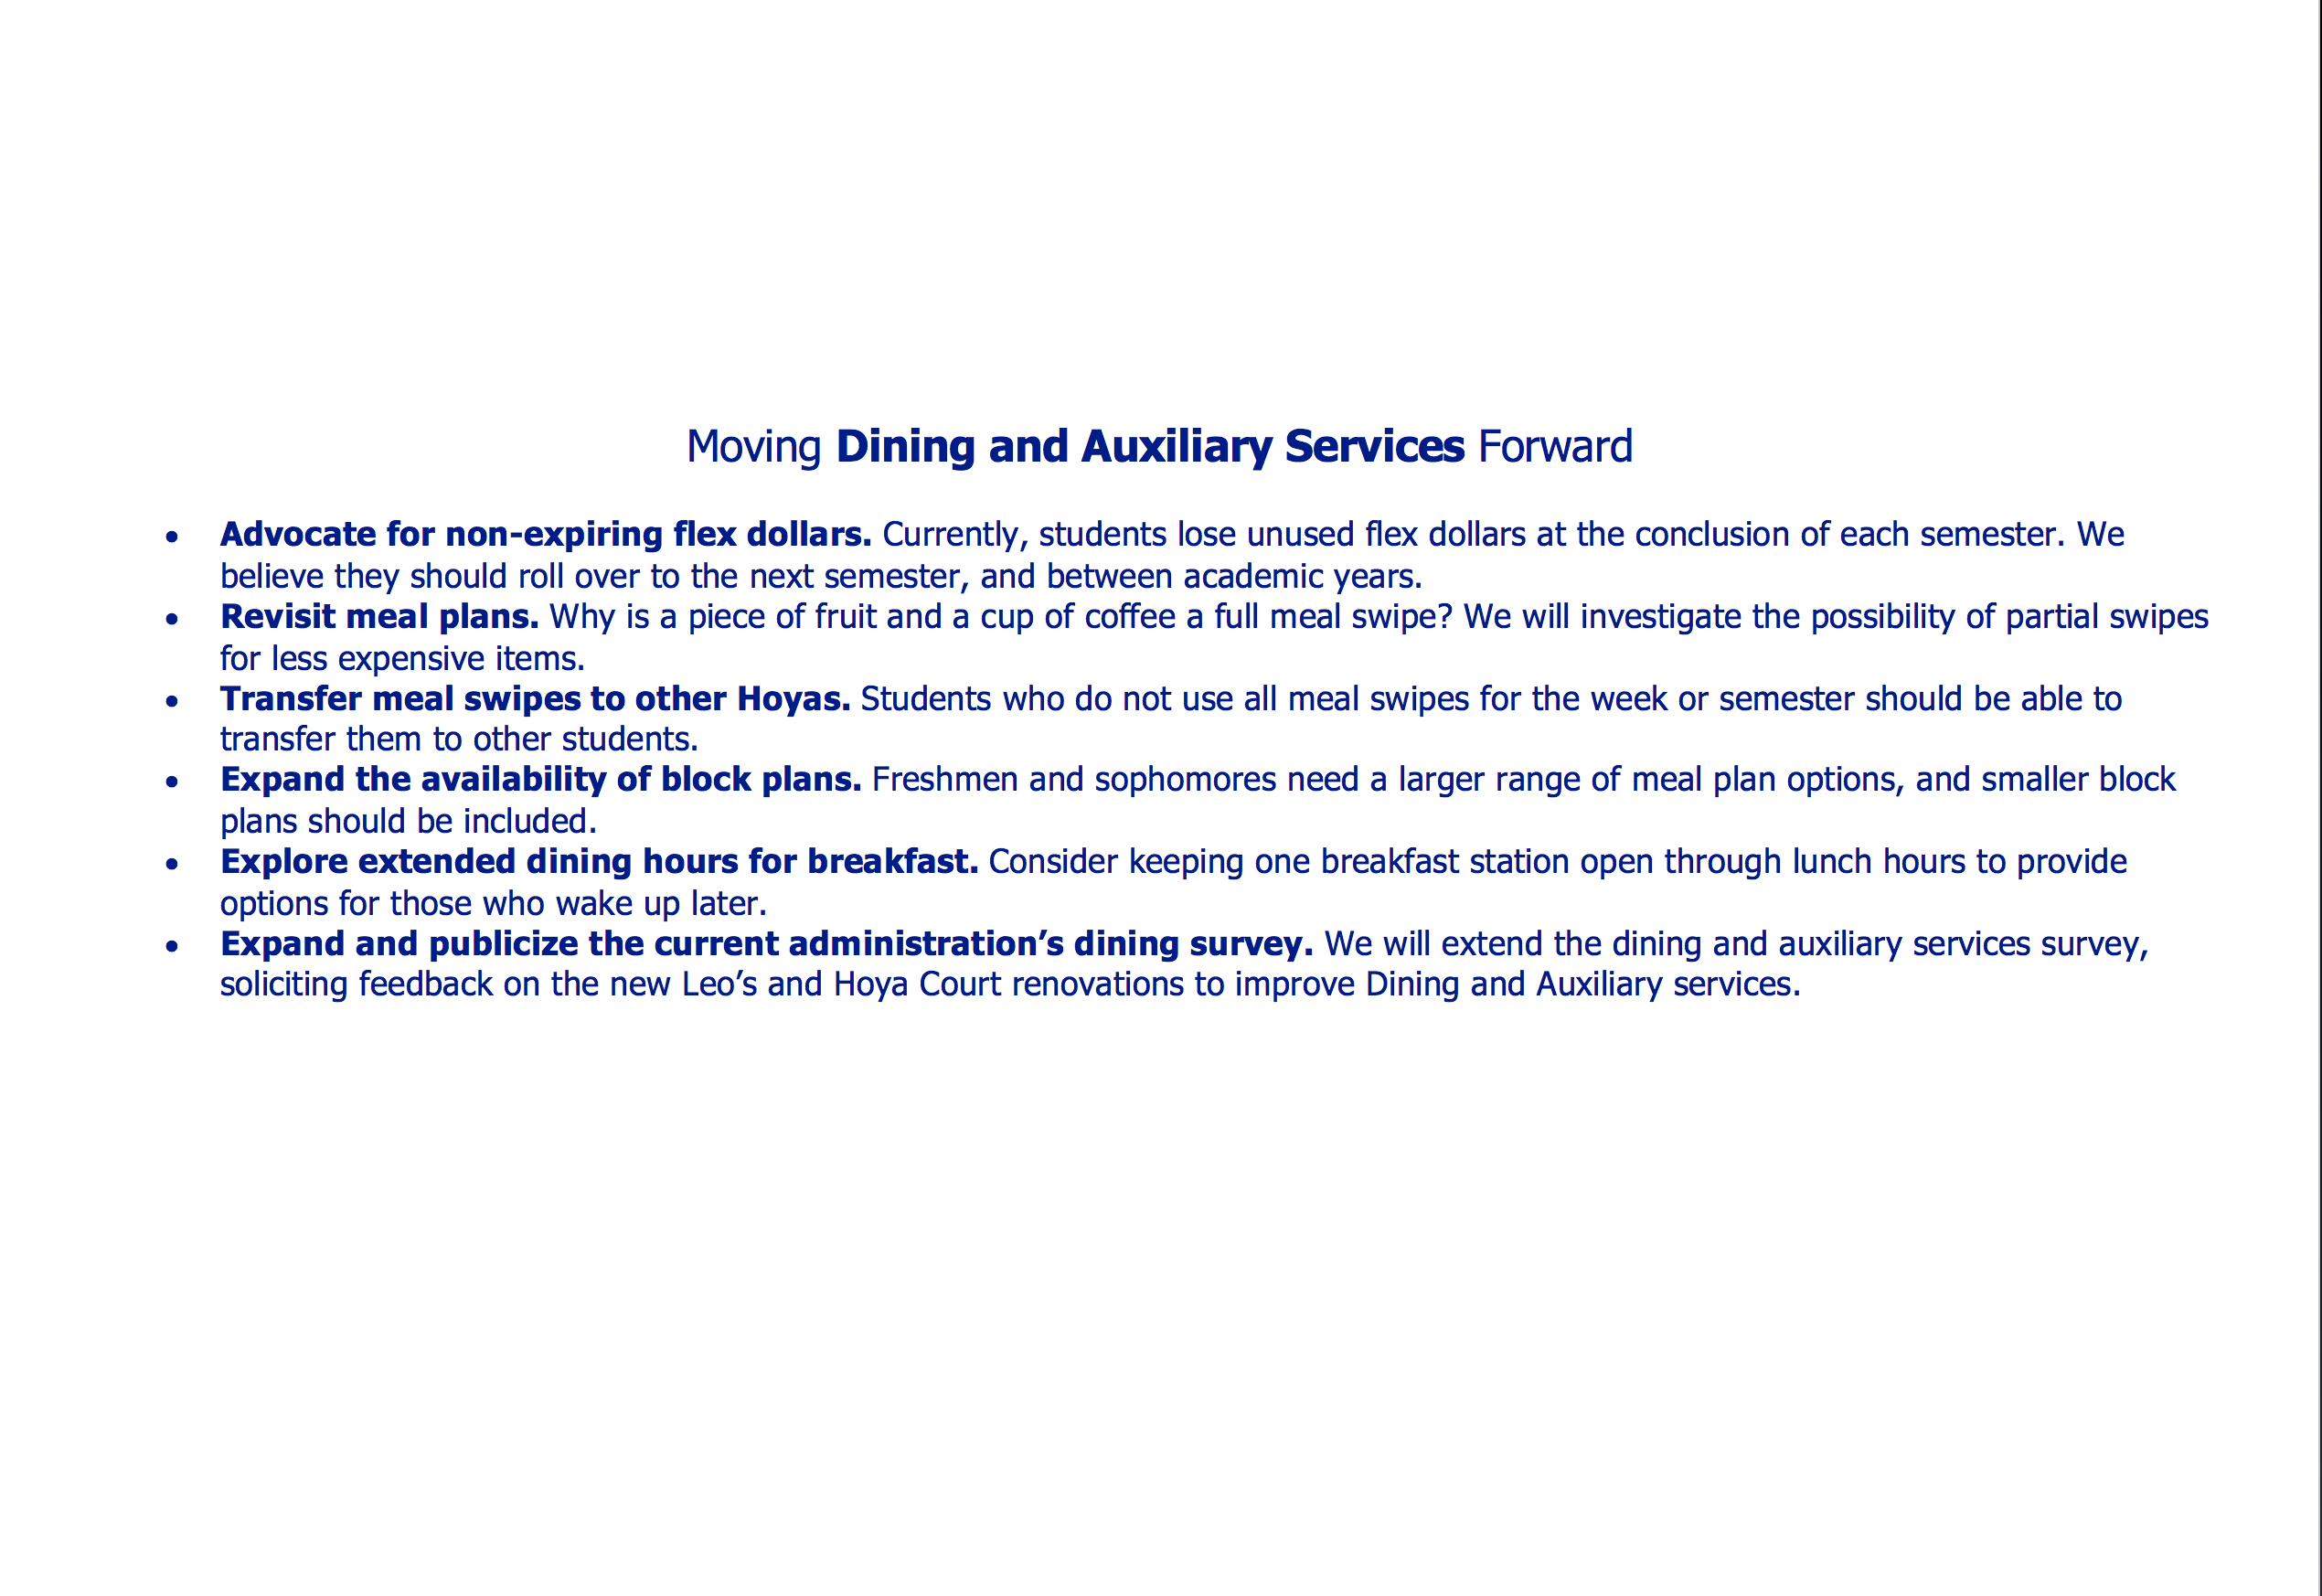 Moving Dining and Auxiliary Services Forward
• Advocate for non-expiring flex dollars. Currently, students lose unused flex dollars at the conclusion of each semester. We
believe they should roll over to the next semester, and between academic years.
• Revisit meal plans. Why is a piece of fruit and a cup of coffee a full meal swipe? We will investigate the possibility of partial swipes
for less expensive items.
• Transfer meal swipes to other Hoyas. Students who do not use all meal swipes for the week or semester should be able to
transfer them to other students.
• Expand the availability of block plans. Freshmen and sophomores need a larger range of meal plan options, and smaller block
plans should be included.
• Explore extended dining hours for breakfast. Consider keeping one breakfast station open through lunch hours to provide
options for those who wake up later.
• Expand and publicize the current administration’s dining survey. We will extend the dining and auxiliary services survey,
soliciting feedback on the new Leo’s and Hoya Court renovations to improve Dining and Auxiliary services.